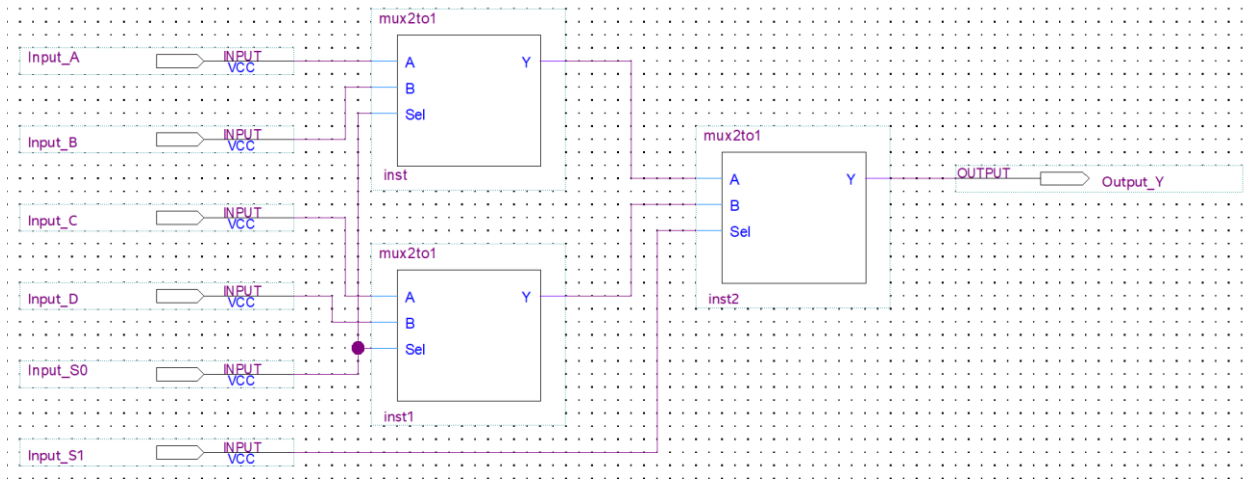 mux2to1
Input_A
INPUT
VCC
A
Y
B
Input_B
INPUT
VCC
Sel
inst
mux2to1
A
Y
OUTPUT
Output_Y
B
Sel
inst2
Input_C
INPUT
VCC
mux2to1
Input_D
INPUT
VCC
A
Y
B
Sel
inst1
Input_S0
INPUT
VCC
Input_S1
INPUT
VCC